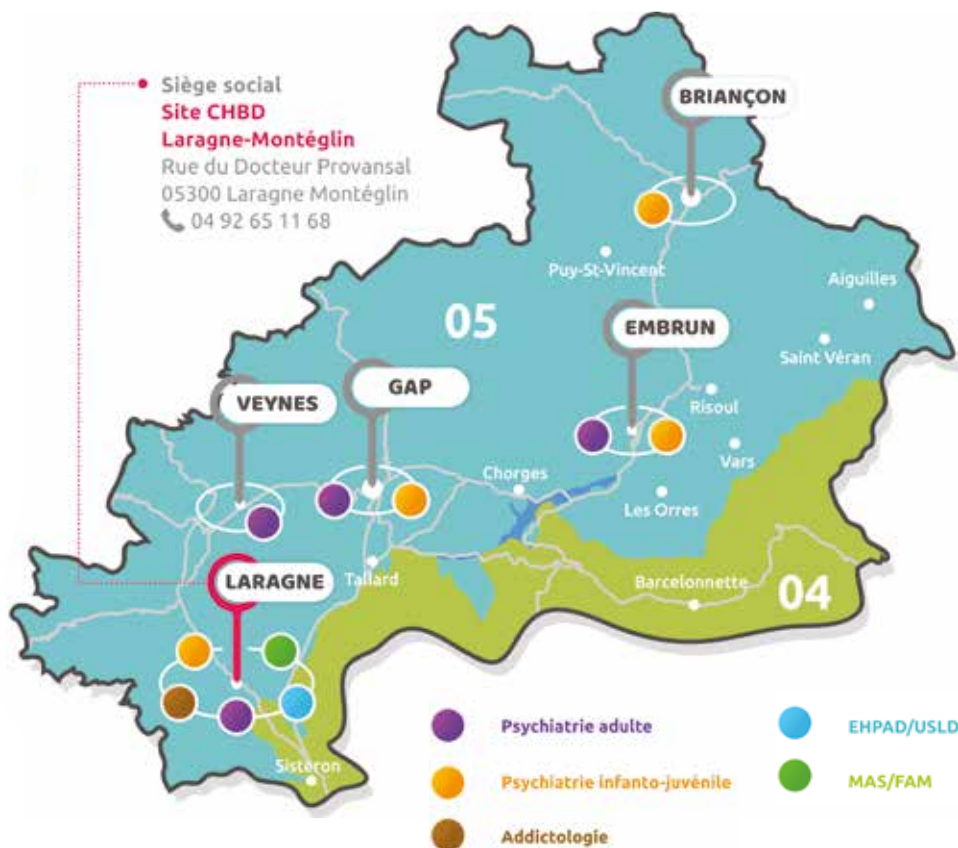 Siège social
Site CHBD
Laragne-Montéglin
Rue du Docteur Provansal
05300 Laragne Montéglin
04 92 65 11 68
BRIANÇON
Puy-St-Vincent
Aiguilles
05
EMBRUN
Saint Véran
GAP
VEYNES
Risoul
Vars
Chorges
Les Orres
Tallard
LARAGNE
Barcelonnette
04
Sistéron
Psychiatrie adulte
EHPAD/USLD
Psychiatrie infanto-juvénile
MAS/FAM
Addictologie